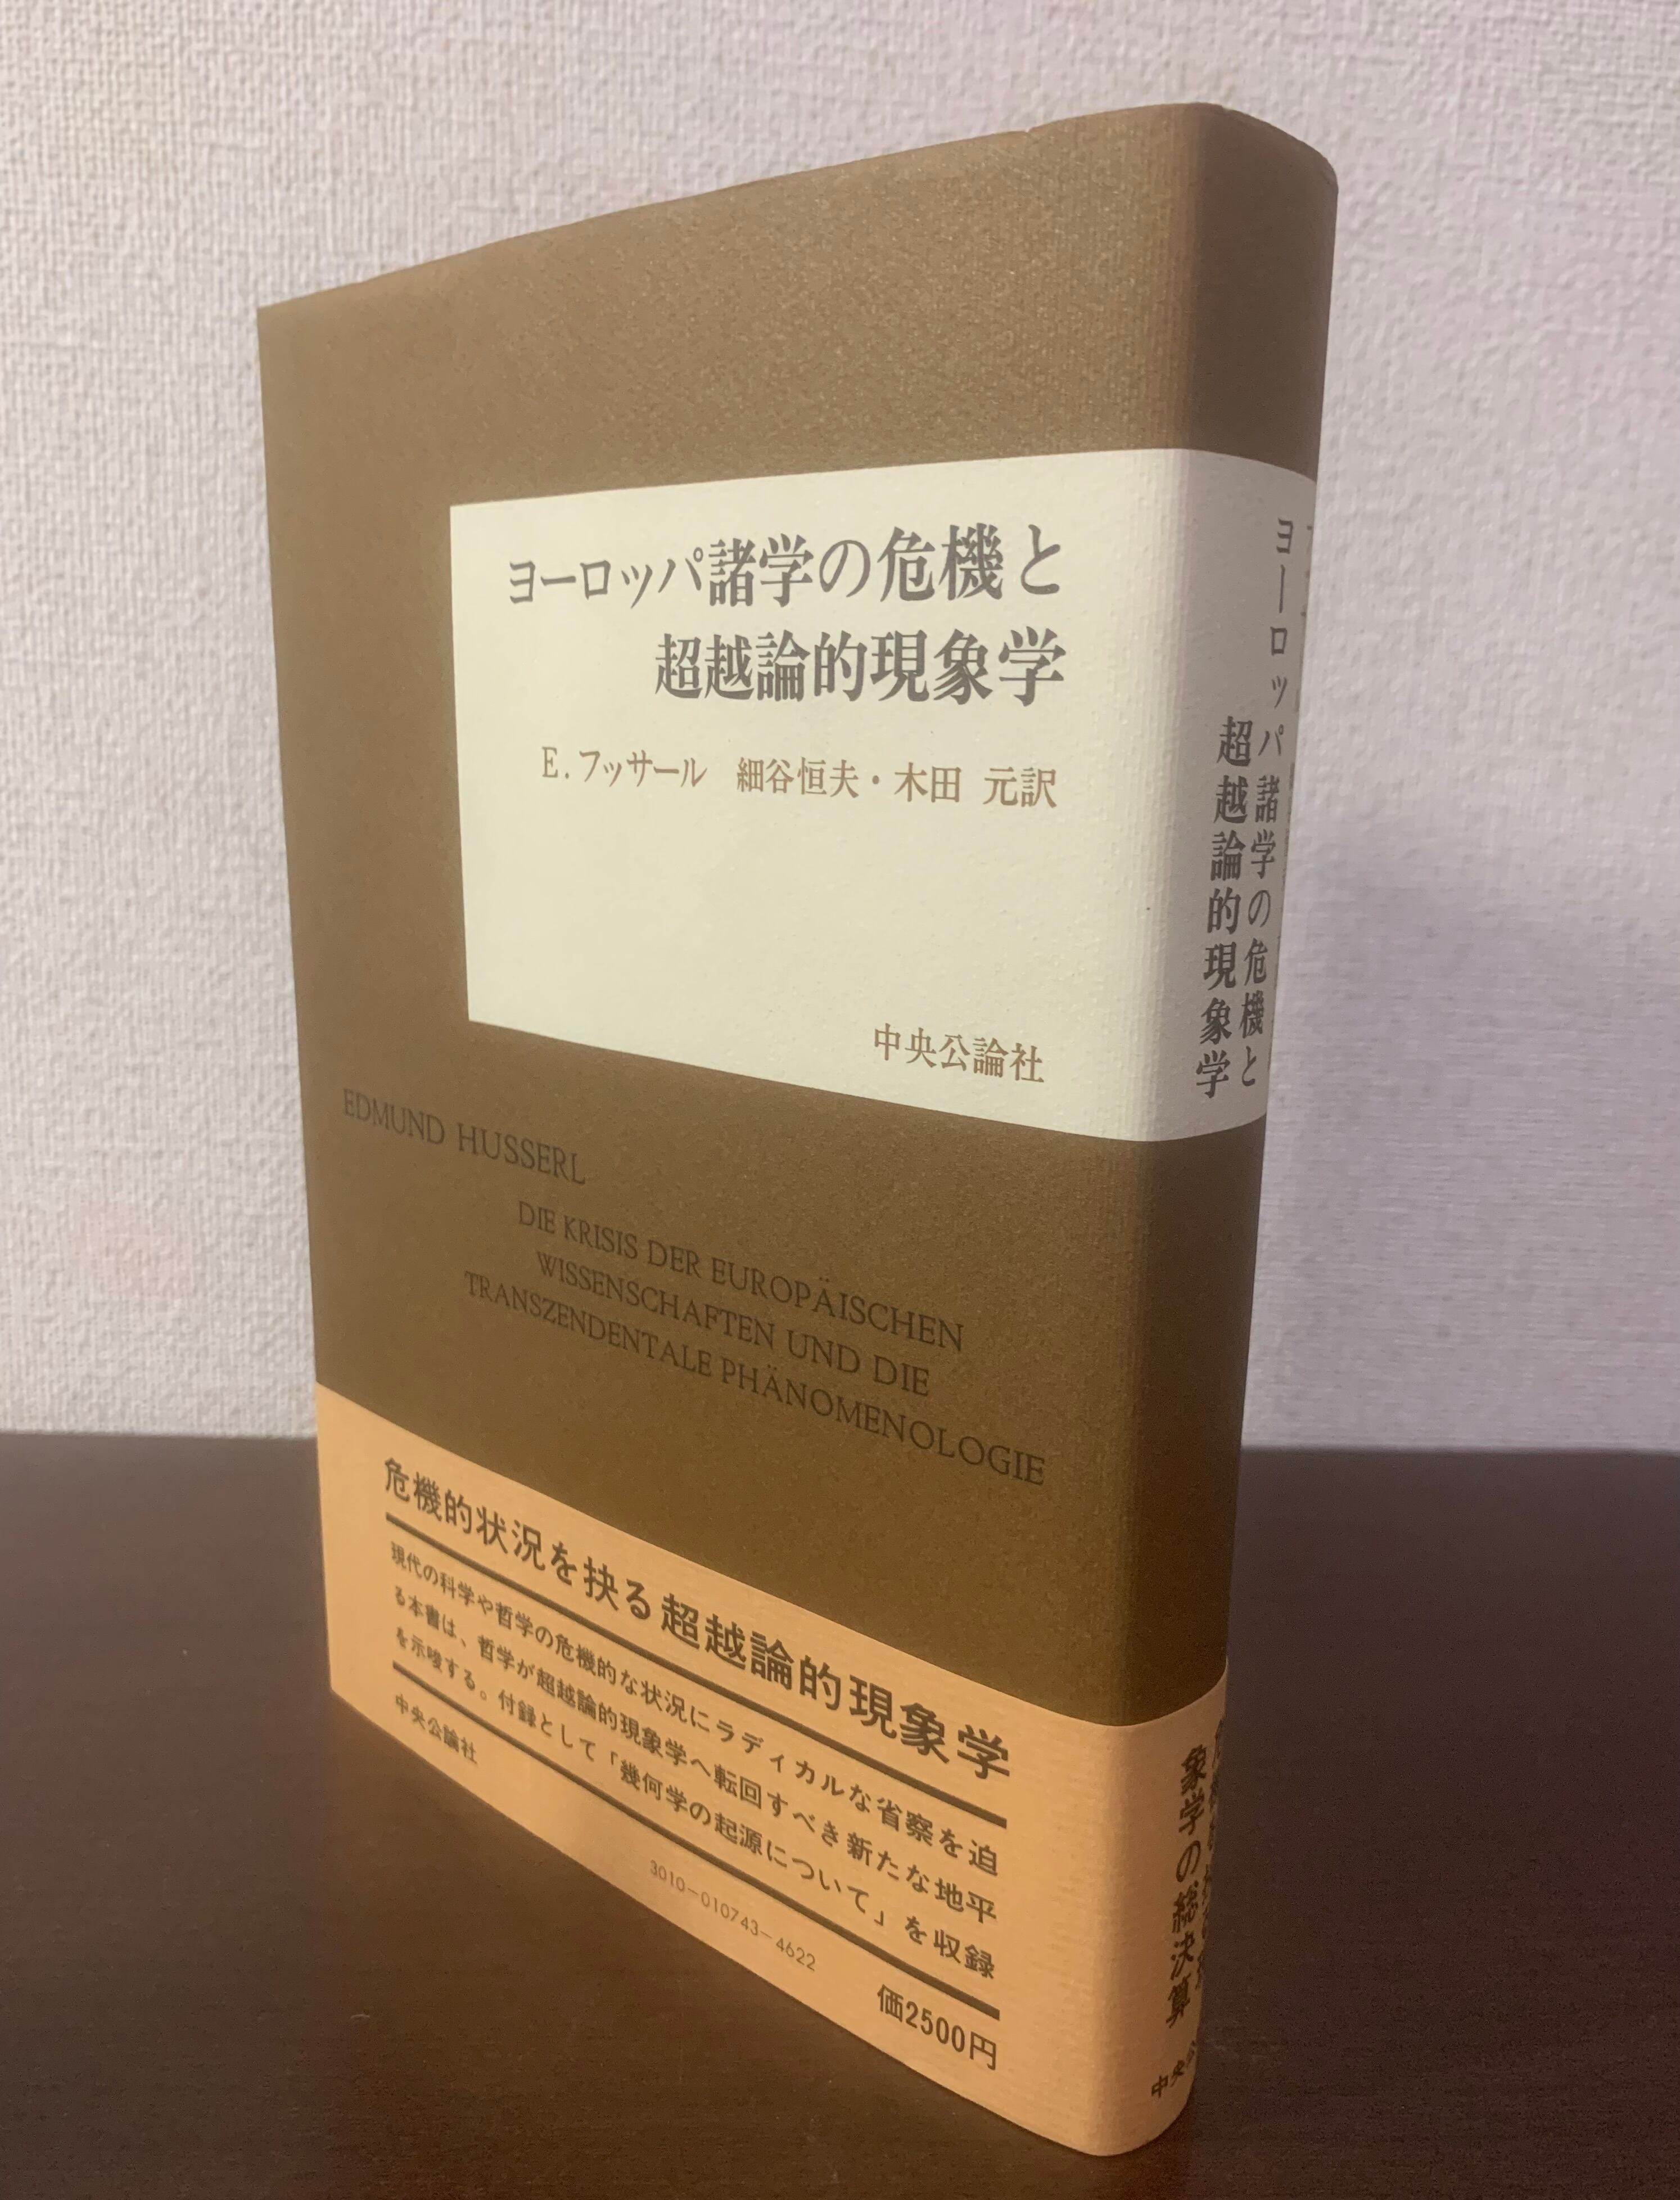 ヨーロッパ諸学の危機と
超越論的現象学
E.フッサール 細谷恒夫・木田 元訳
中央公論社
EDMUND HUSSERL
DIE KRISIS DER EUROPÄISCHEN
WISSENSCHAFTEN UND DIE
TRANSZENDENTALE PHÄNOMENOLOGIE
危機的状況を抉る超越論的現象学
現代の科学や哲学の危機的な状況にラディカルな省察を迫
る本書は、哲学が超越論的現象学へ転回すべき新たな地平
を示唆する。付録として「幾何学の起源について」を収録
中央公論社
3010-010743-4622
価2500円
ヨーロッパ諸学の危機と
超越論的現象学
象学の総決算
中央公